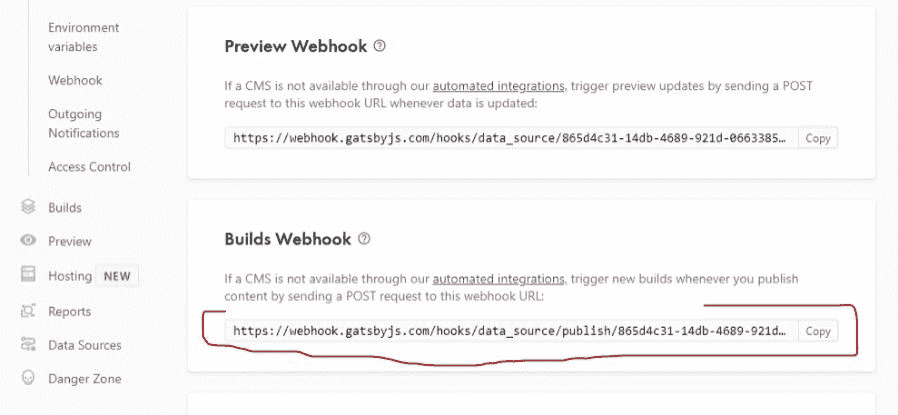 Environment
variables
Webhook
Outgoing
Notifications
Access Control
Builds
Preview
Hosting NEW
Reports
Data Sources
Danger Zone
Preview Webhook ?
If a CMS is not available through our automated integrations, trigger preview updates by sending a POST
request to this webhook URL whenever data is updated:
https://webhook.gatsbyjs.com/hooks/data_source/865d4c31-14db-4689-921d-0663385… Copy
Builds Webhook ?
If a CMS is not available through our automated integrations, trigger new builds whenever you publish
content by sending a POST request to this webhook URL:
https://webhook.gatsbyjs.com/hooks/data_source/publish/865d4c31-14db-4689-921d… Copy